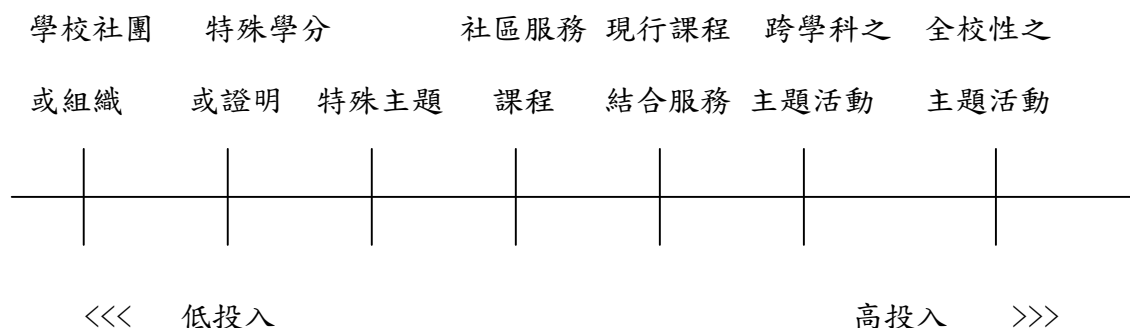 學校社團 特殊學分 社區服務 現行課程 跨學科之 全校性之
或組織 或證明 特殊主題 課程 結合服務 主題活動 主題活動
<<< 低投入 高投入 >>>